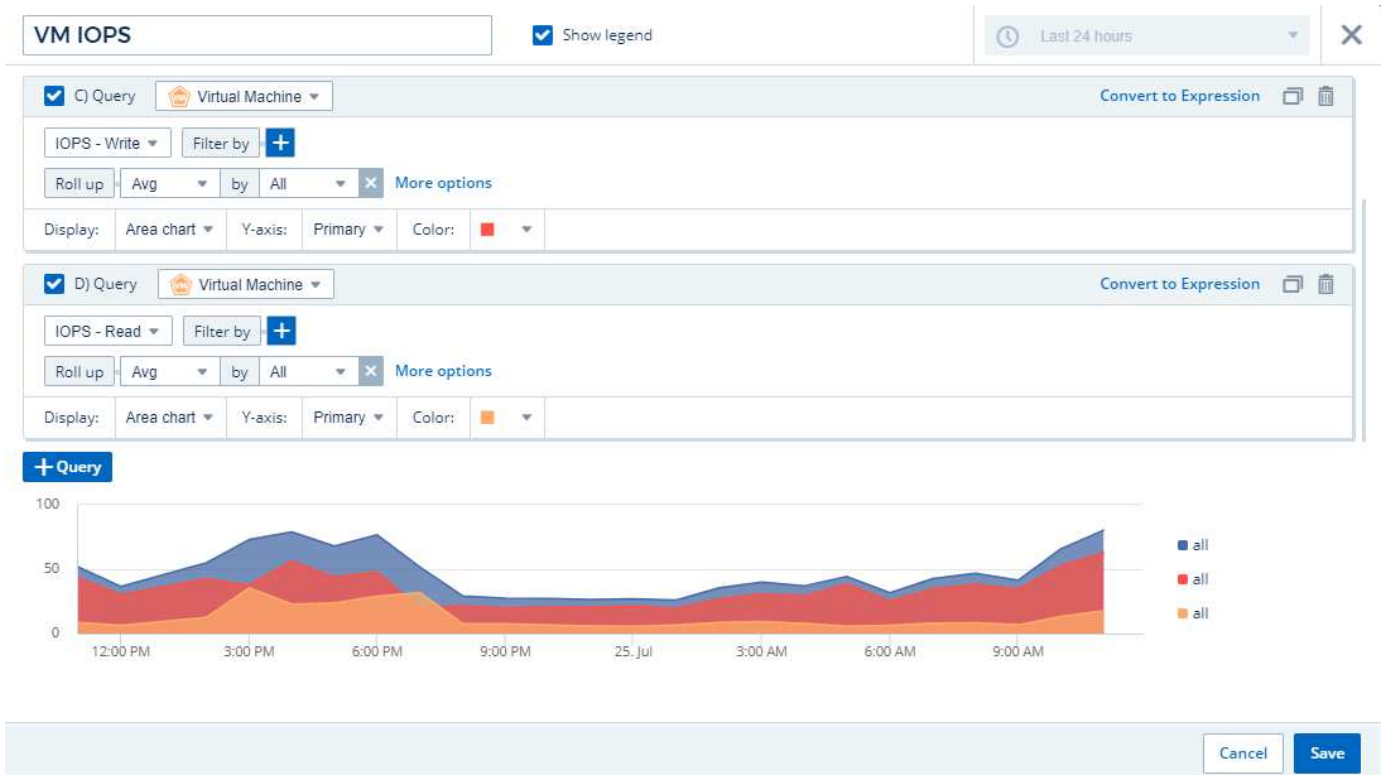 VM IOPS Show legend Last 24 hours
C) Query Virtual Machine Convert to Expression
IOPS - Write Filter by +
Roll up Avg by All × More options
Display: Area chart Y-axis: Primary Color:
D) Query Virtual Machine Convert to Expression
IOPS - Read Filter by +
Roll up Avg by All × More options
Display: Area chart Y-axis: Primary Color:
+ Query
100
50
0
all
all
all
12:00 PM 3:00 PM 6:00 PM 9:00 PM 25. Jul 3:00 AM 6:00 AM 9:00 AM
Cancel Save